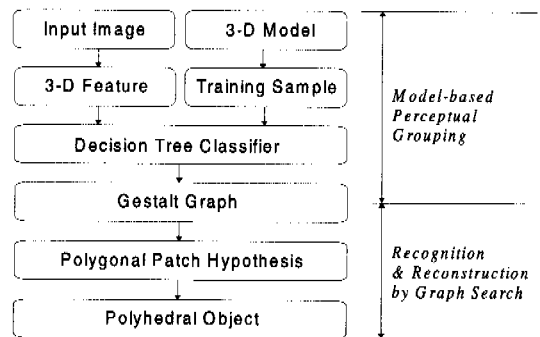 Input Image
3-D Model
3-D Feature
Training Sample
Decision Tree Classifier
Gestalt Graph
Polygonal Patch Hypothesis
Polyhedral Object
Model-based
Perceptual
Grouping
Recognition
& Reconstruction
by Graph Search